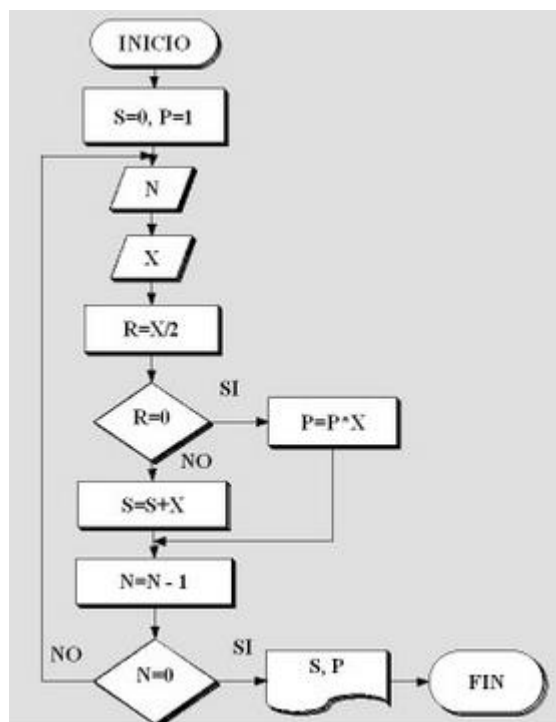 INICIO
S=0, P=1
N
X
R=X/2
R=0
SI
P=P*X
NO
S=S+X
N=N - 1
N=0
NO
SI
S, P
FIN